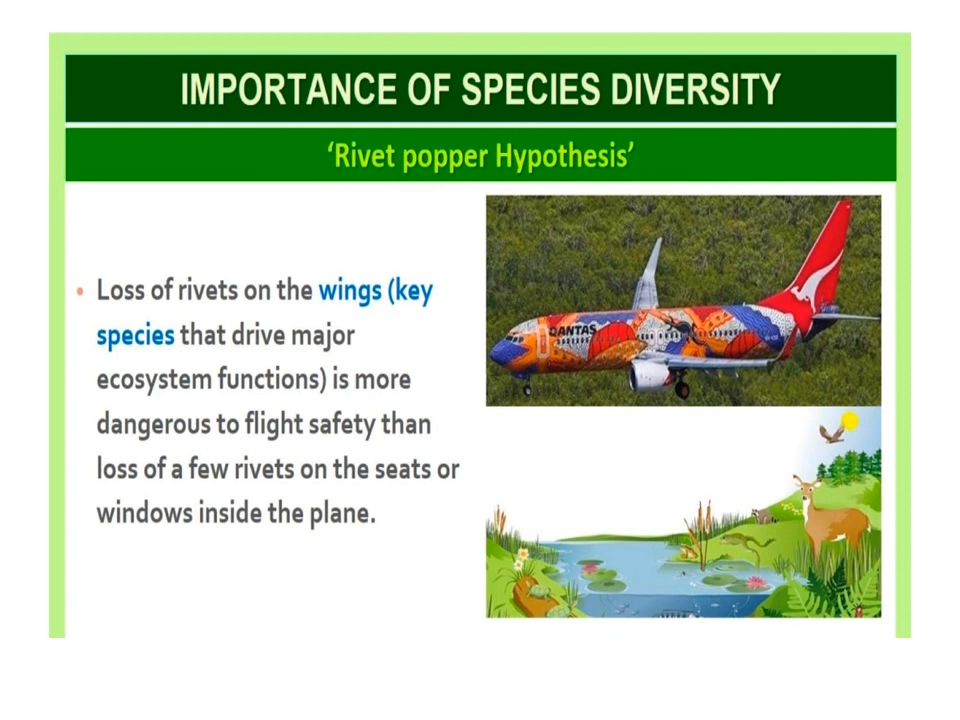 IMPORTANCE OF SPECIES DIVERSITY
‘Rivet popper Hypothesis’
• Loss of rivets on the wings (key
species that drive major
ecosystem functions) is more
dangerous to flight safety than
loss of a few rivets on the seats or
windows inside the plane.
QANTAS